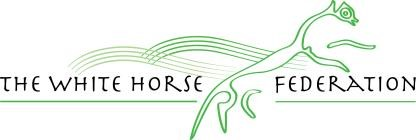 THE WHITE HORSE FEDERATION